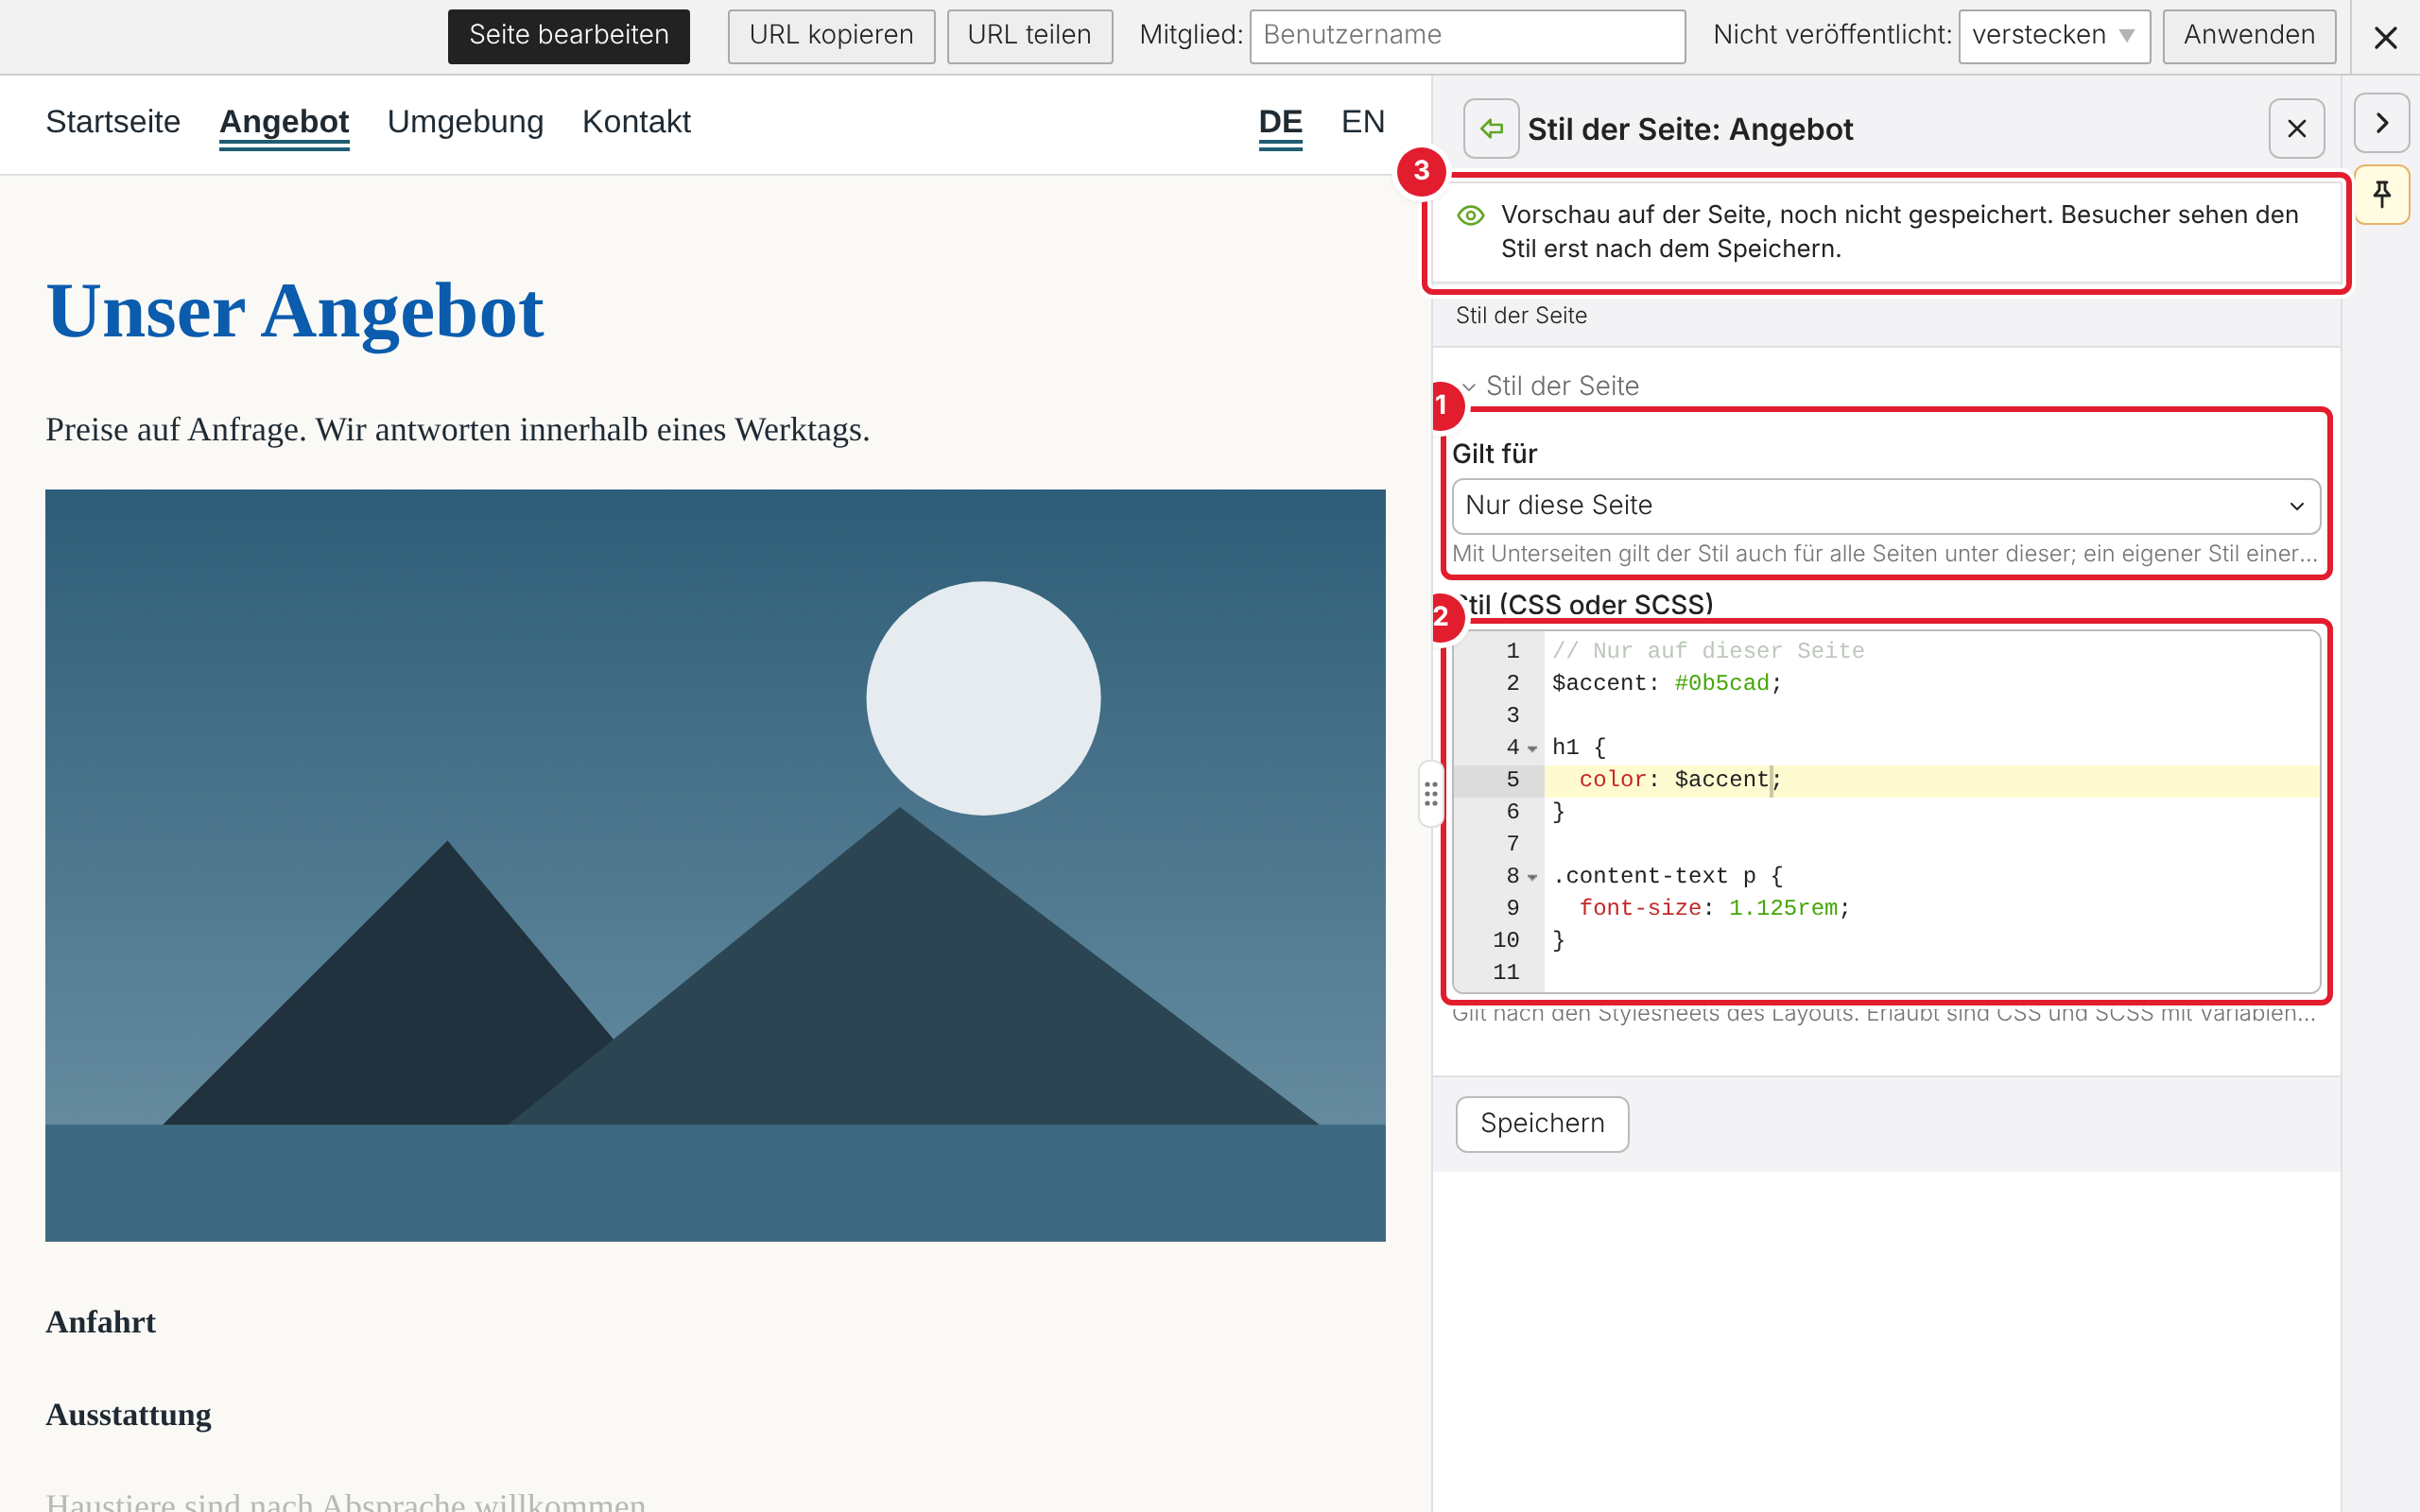 Seite bearbeiten URL kopieren URL teilen Mitglied: Benutzername Nicht veröffentlicht: verstecken Anwenden
Startseite Angebot Umgebung Kontakt DE EN
Unser Angebot
Preise auf Anfrage. Wir antworten innerhalb eines Werktags.
Anfahrt
Ausstattung
Haustiere sind nach Absprache willkommen
Stil der Seite: Angebot
3
Vorschau auf der Seite, noch nicht gespeichert. Besucher sehen den
Stil erst nach dem Speichern.
Stil der Seite
Stil der Seite
1
Gilt für
Nur diese Seite
Mit Unterseiten gilt der Stil auch für alle Seiten unter dieser; ein eigener Stil einer...
Stil (CSS oder SCSS)
2
1 // Nur auf dieser Seite
2 $accent: #0b5cad;
3
4 h1 {
5 color: $accent;
6 }
7
8 .content-text p {
9 font-size: 1.125rem;
10 }
11
Gilt nach den Stylesheets des Layouts. Erlaubt sind CSS und SCSS mit Variablen...
Speichern